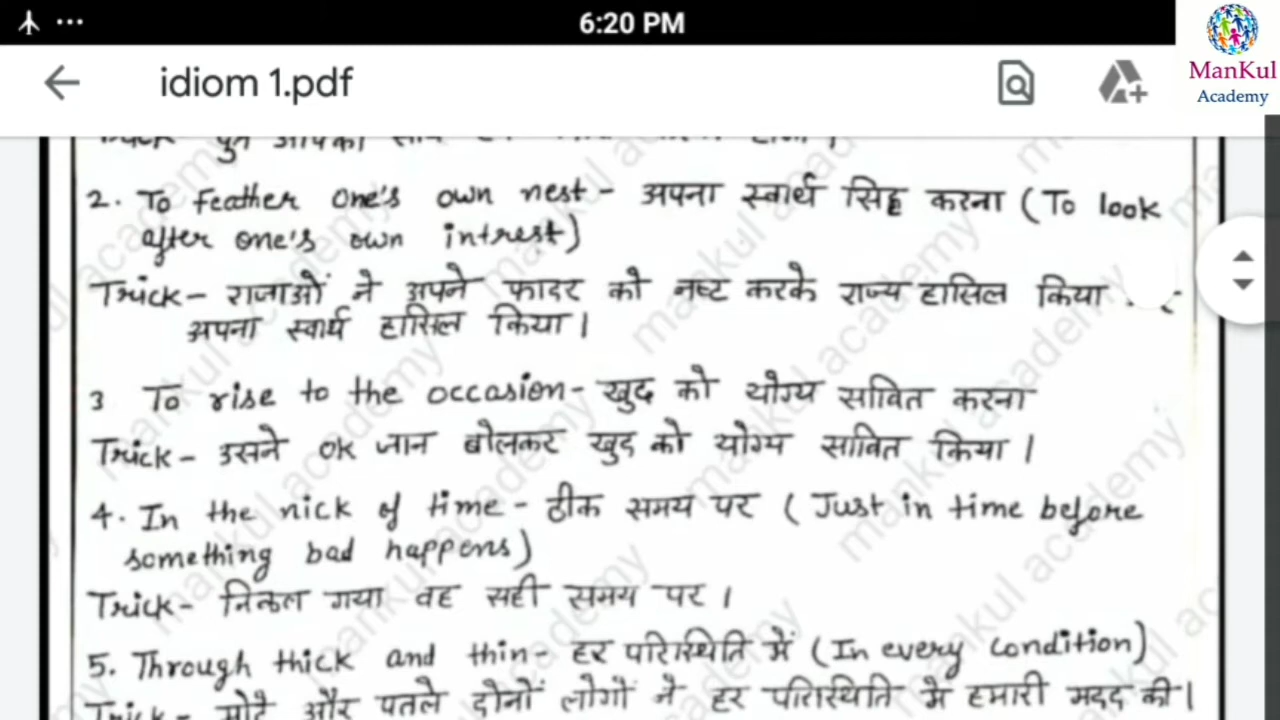 6:20 PM
ManKul
Academy
idiom 1.pdf
2. To Feather One's own nest - अपना स्वार्थ सिद्ध करना (To look
after one's own intrest)
Trick - राजाओं ने अपने फादर को नष्ट करके राज्य हासिल किया
अपना स्वार्थ हासिल किया।
3 To rise to the occasion - खुद को योग्य सावित करना
Trick - उसने ok जान बोलकर खुद को योग्य सावित किया।
4. In the nick of time - ठीक समय पर (Just in time before
something bad happens)
Trick - निकल गया वह सही समय पर।
5. Through thick and thin - हर परिस्थिति में (In every condition)
Trick - मोटे और पतले दोनों लोगों ने हर परिस्थिति में हमारी मदद की।